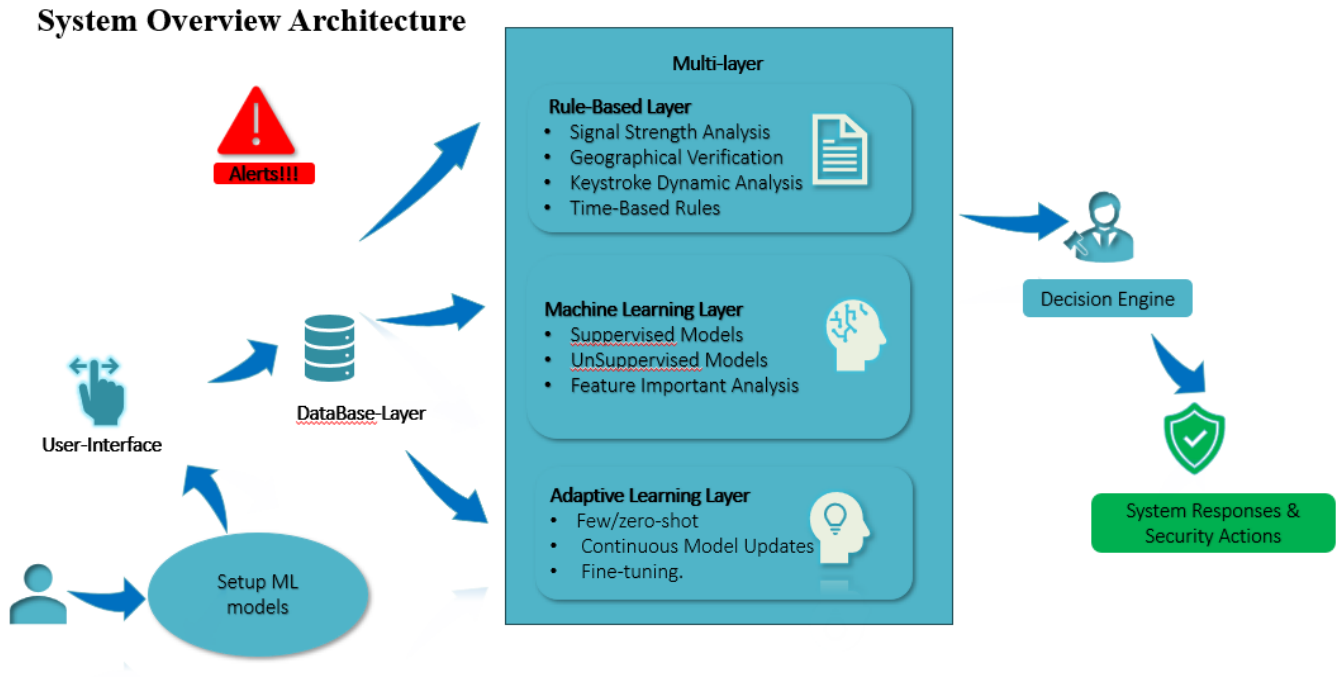 System Overview Architecture
Alerts!!!
User-Interface
Setup ML
models
DataBase-Layer
Multi-layer
Rule-Based Layer
• Signal Strength Analysis
• Geographical Verification
• Keystroke Dynamic Analysis
• Time-Based Rules
Machine Learning Layer
• Suppervised Models
• UnSuppervised Models
• Feature Important Analysis
Adaptive Learning Layer
• Few/zero-shot
• Continuous Model Updates
• Fine-tuning.
Decision Engine
System Responses &
Security Actions